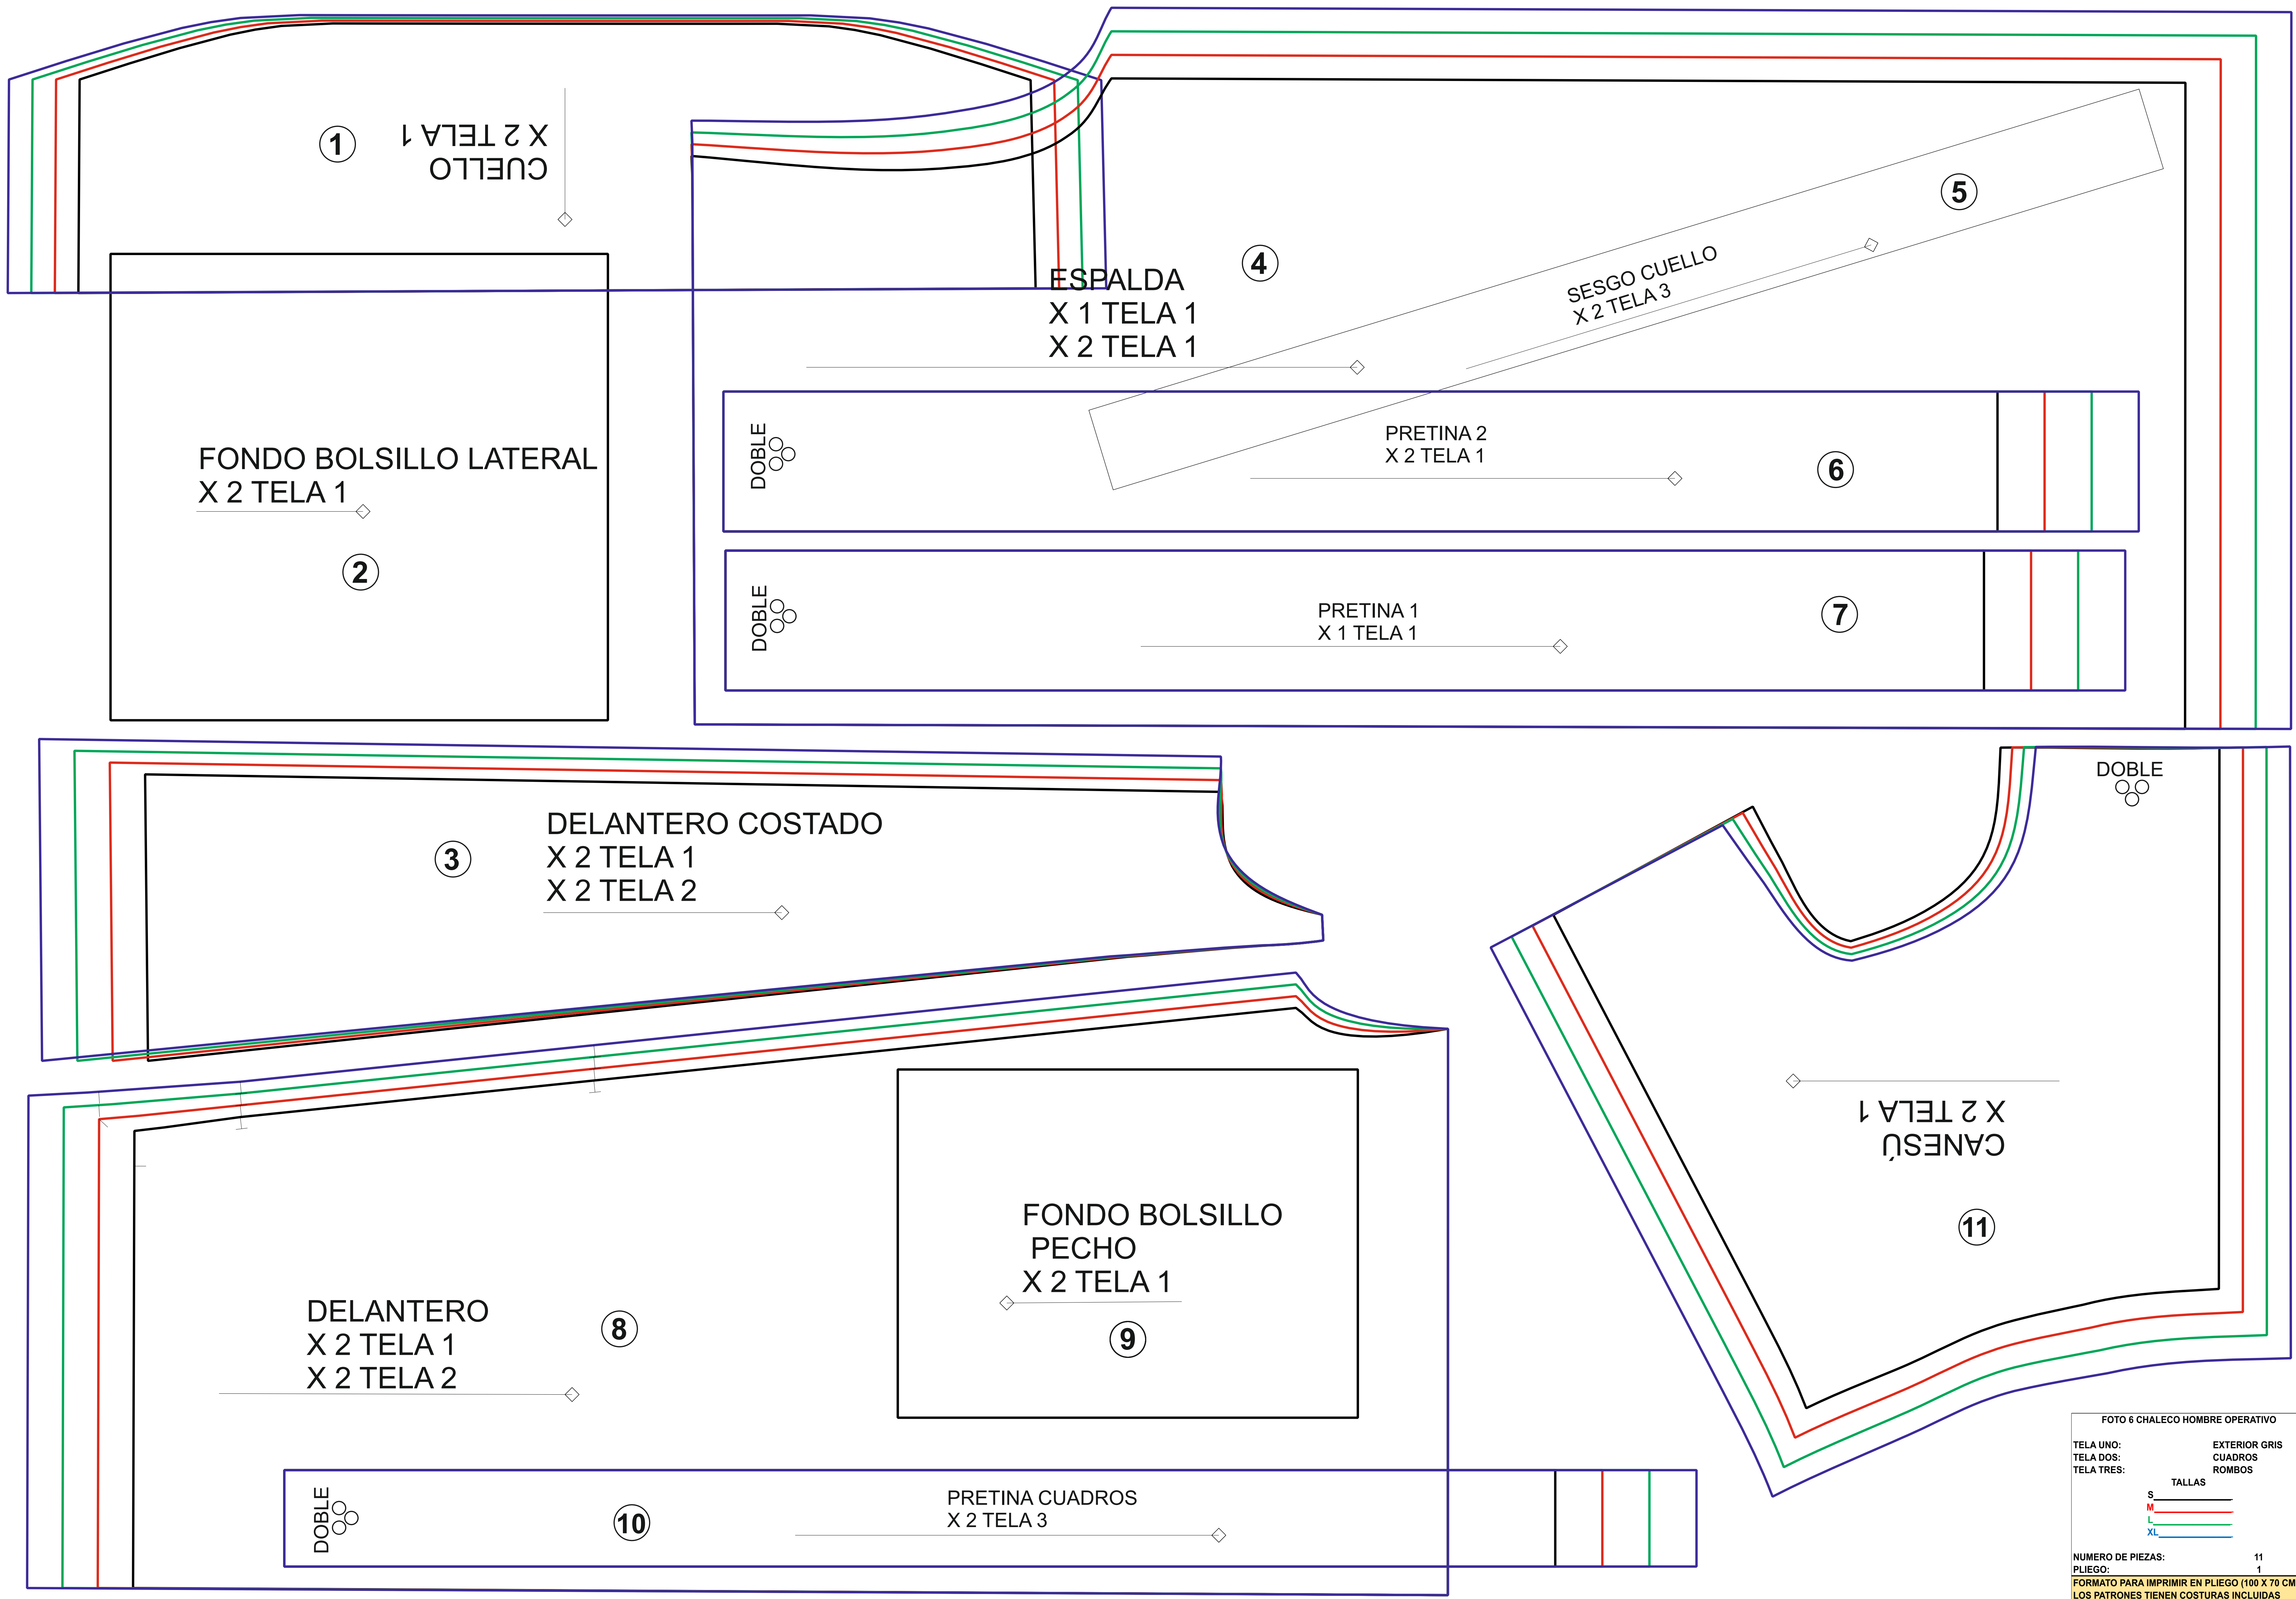 1
CUELLO
X 2 TELA 1
FONDO BOLSILLO LATERAL
X 2 TELA 1
2
4
ESPALDA
X 1 TELA 1
X 2 TELA 1
5
SESGO CUELLO
X 2 TELA 3
DOBLE
PRETINA 2
X 2 TELA 1
6
DOBLE
PRETINA 1
X 1 TELA 1
7
3
DELANTERO COSTADO
X 2 TELA 1
X 2 TELA 2
DOBLE
CANESÚ
X 2 TELA 1
11
DELANTERO
X 2 TELA 1
X 2 TELA 2
8
FONDO BOLSILLO
PECHO
X 2 TELA 1
9
DOBLE
10
PRETINA CUADROS
X 2 TELA 3
FOTO 6 CHALECO HOMBRE OPERATIVO
TELA UNO: EXTERIOR GRIS
TELA DOS: CUADROS
TELA TRES: ROMBOS
TALLAS
S
M
L
XL
NUMERO DE PIEZAS: 11
PLIEGO: 1
FORMATO PARA IMPRIMIR EN PLIEGO (100 X 70 CM
LOS PATRONES TIENEN COSTURAS INCLUIDAS